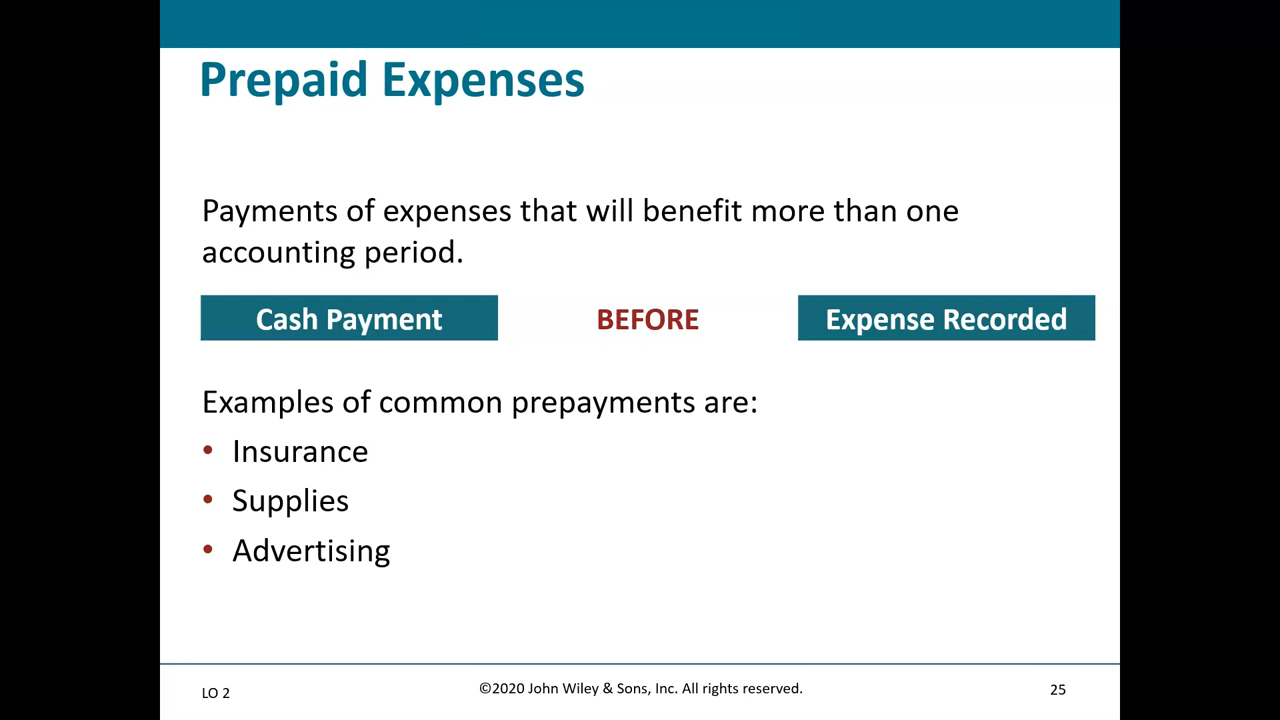 Prepaid Expenses
Payments of expenses that will benefit more than one
accounting period.
Cash Payment BEFORE Expense Recorded
Examples of common prepayments are:
• Insurance
• Supplies
• Advertising
LO 2 ©2020 John Wiley & Sons, Inc. All rights reserved. 25